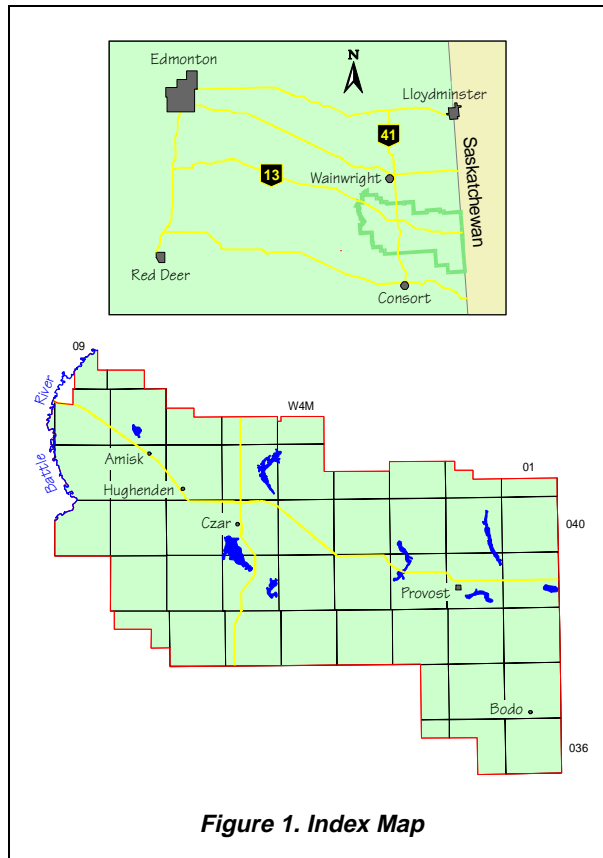 Edmonton
N
Lloydminster
41
Saskatchewan
13
Wainwright
Red Deer
Consort
09
Battle River
W4M
Amisk
01
Hughenden
Czar
040
Provost
Bodo
036
Figure 1. Index Map